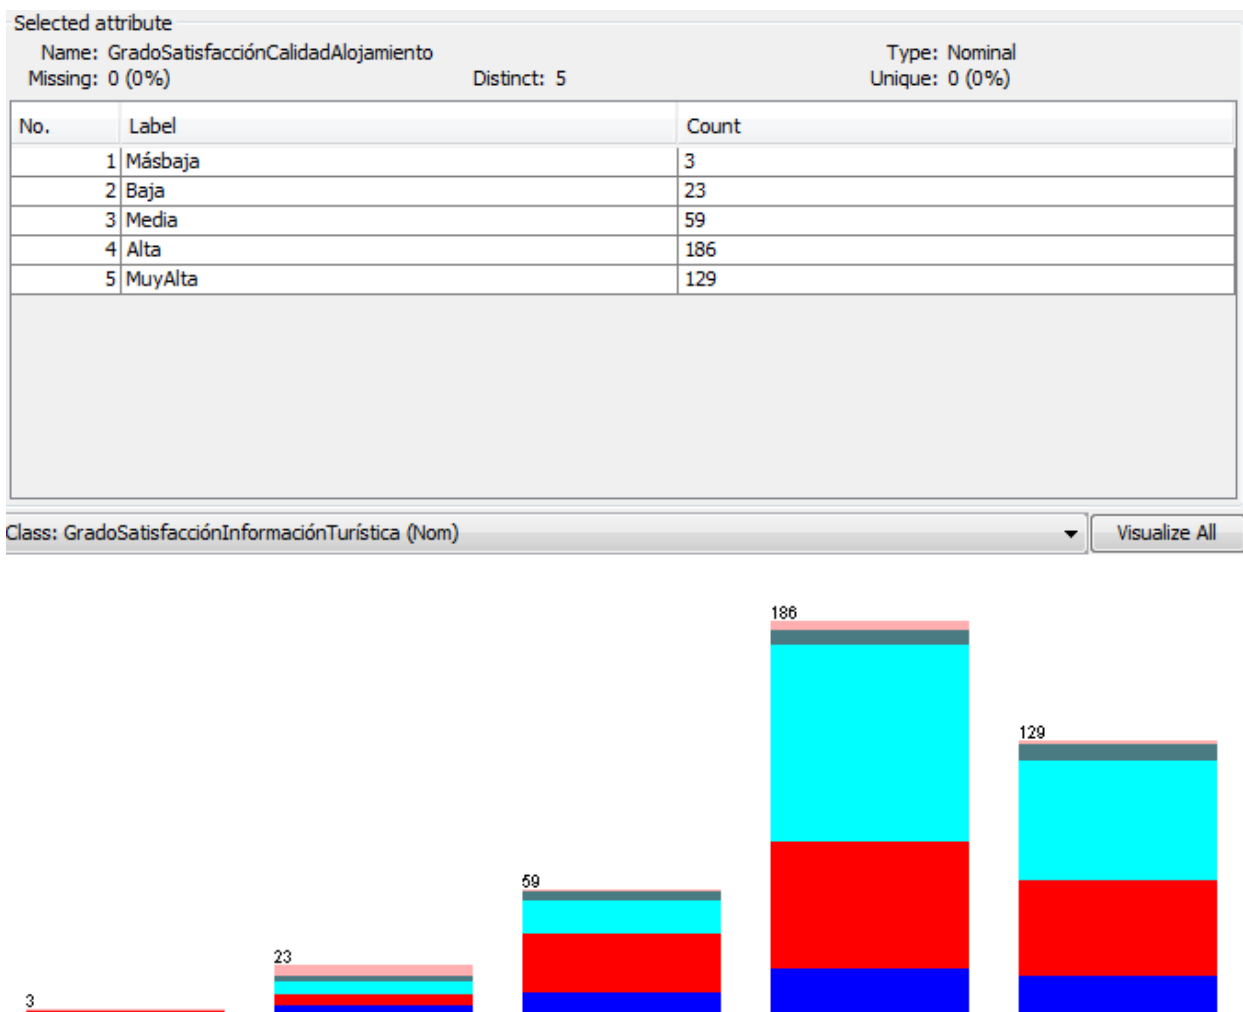 Selected attribute
Name: GradoSatisfacciónCalidadAlojamiento Type: Nominal
Missing: 0 (0%) Distinct: 5 Unique: 0 (0%)
No. Label Count
1 Másbaja 3
2 Baja 23
3 Media 59
4 Alta 186
5 MuyAlta 129
Class: GradoSatisfacciónInformaciónTurística (Nom) Visualize All
186
129
59
23
3